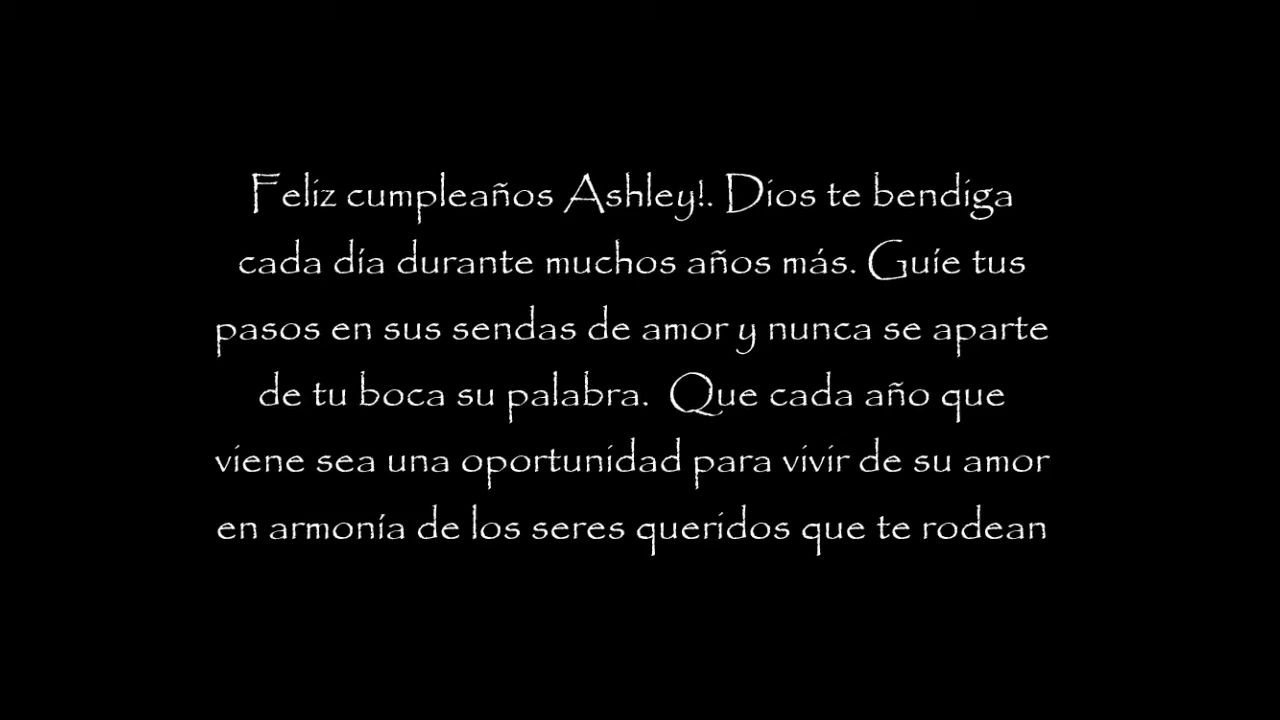 Feliz cumpleaños Ashley!. Dios te bendiga
cada día durante muchos años más. Guíe tus
pasos en sus sendas de amor y nunca se aparte
de tu boca su palabra.  Que cada año que
viene sea una oportunidad para vivir de su amor
en armonía de los seres queridos que te rodean